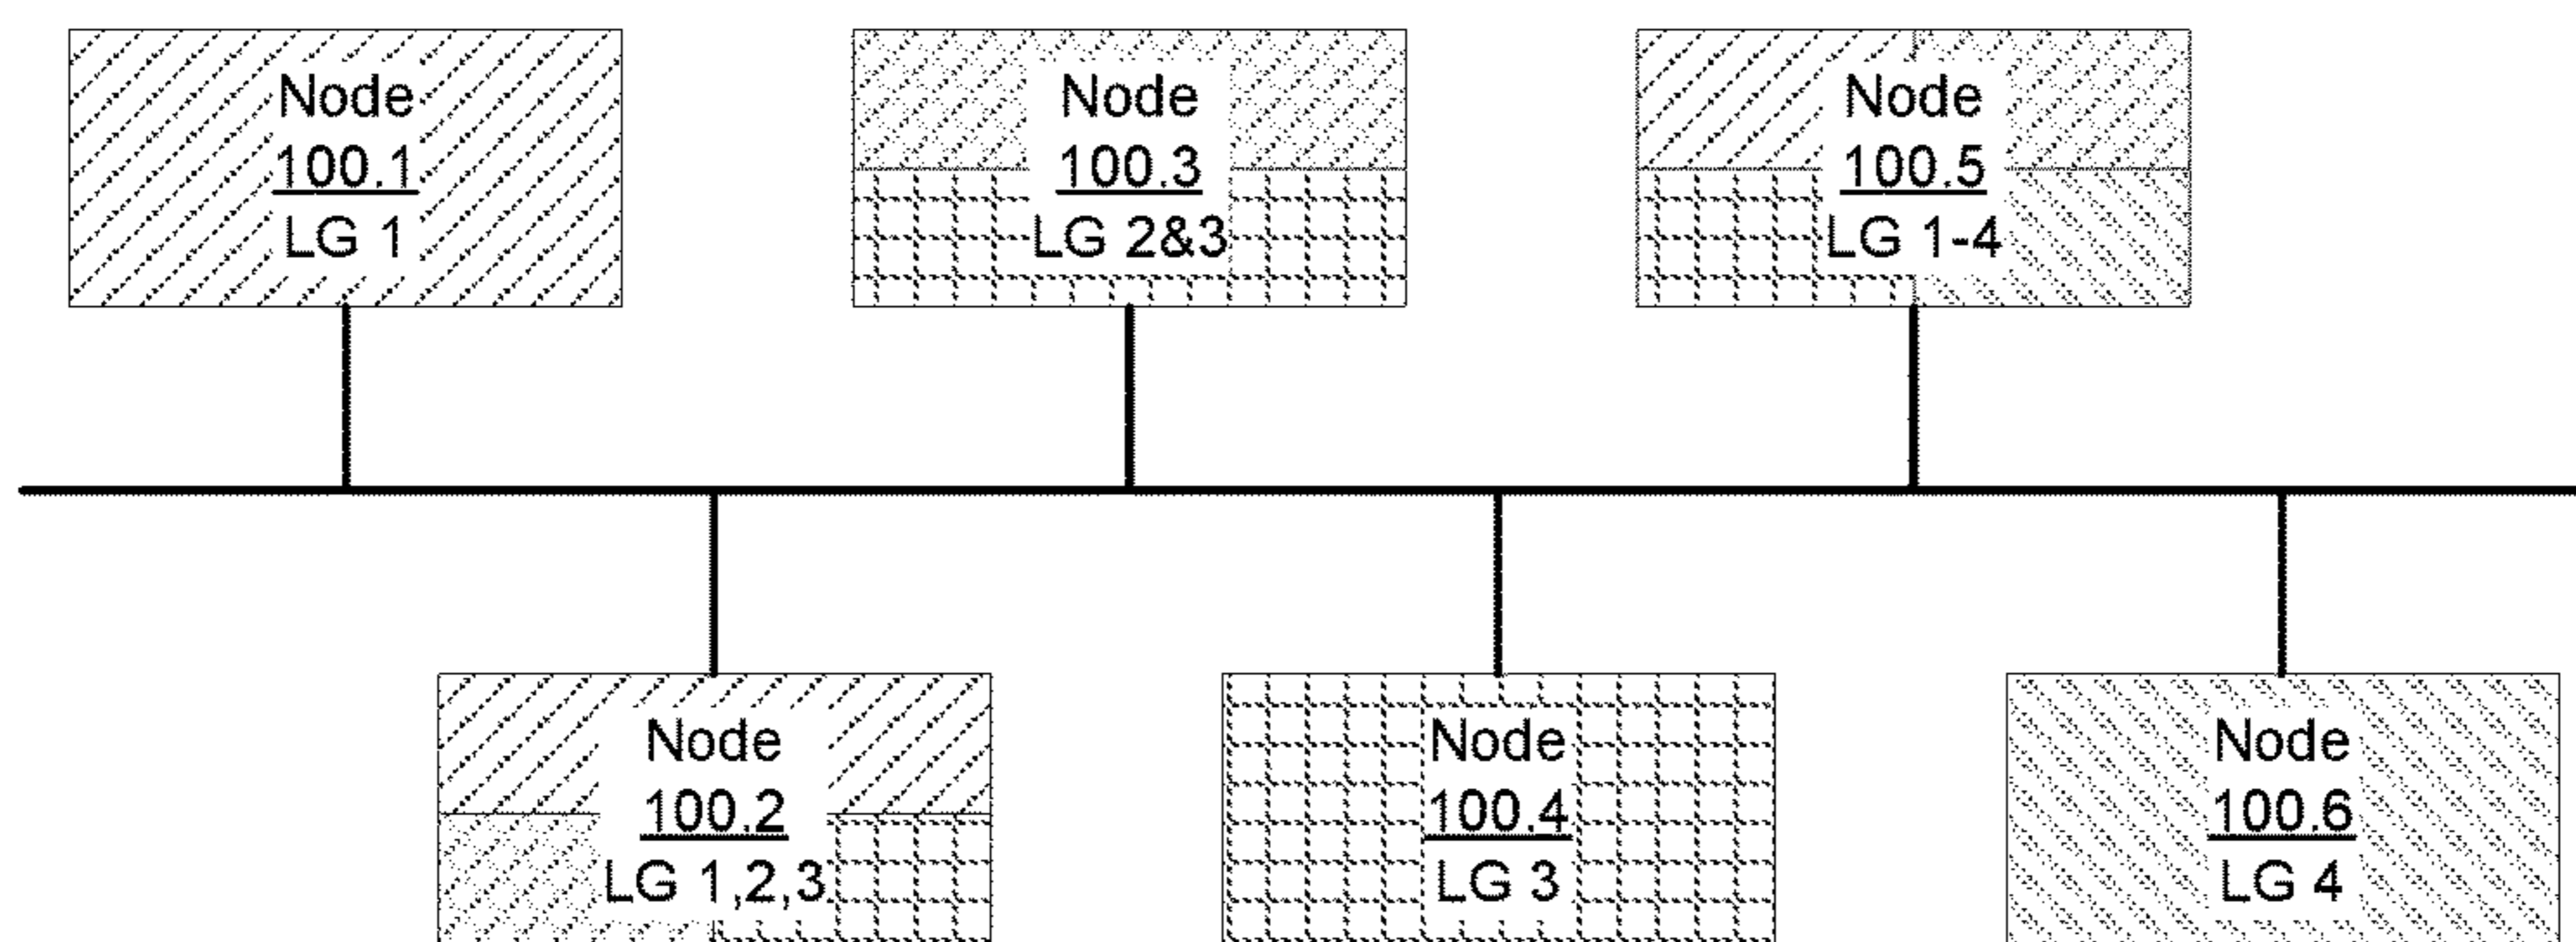 Node
100.1
LG 1
Node
100.3
LG 2&3
Node
100.5
LG 1-4
Node
100.2
LG 1,2,3
Node
100.4
LG 3
Node
100.6
LG 4